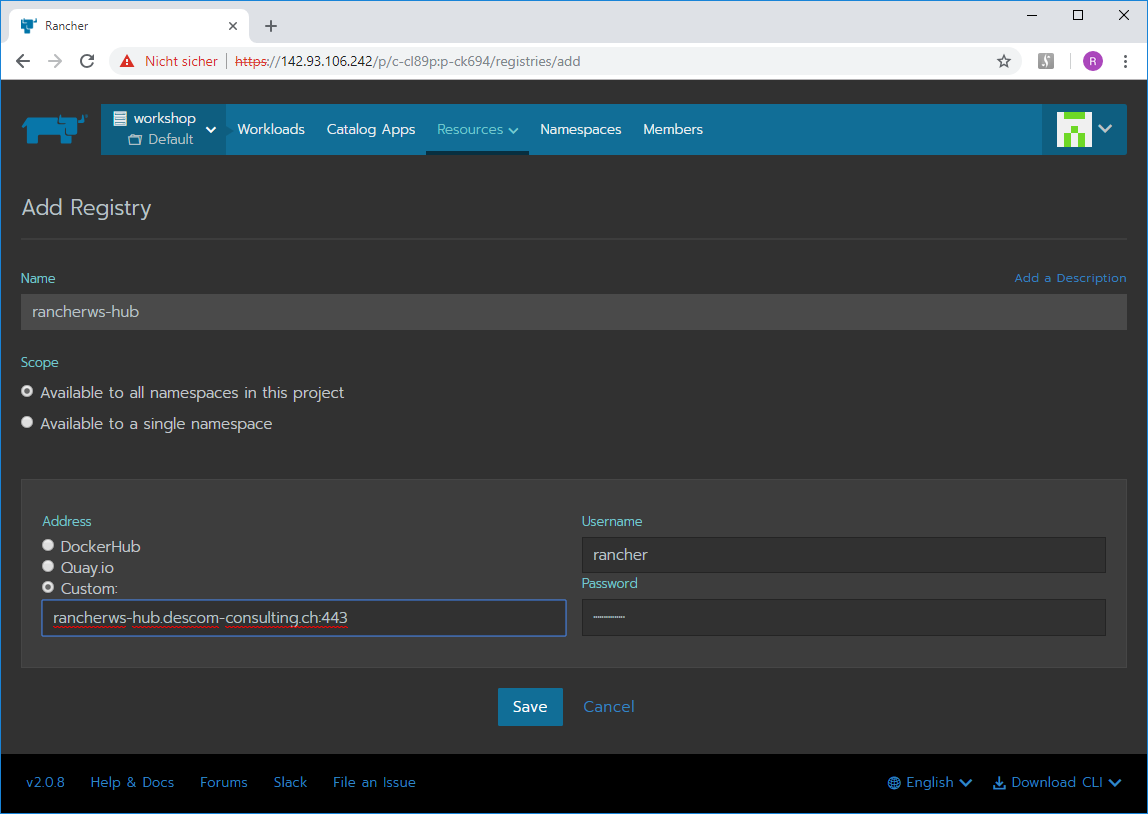 Rancher
Nicht sicher https://142.93.106.242/p/c-cl89p:p-ck694/registries/add
R
workshop
Default
Workloads Catalog Apps Resources Namespaces Members
Add Registry
Name Add a Description
rancherws-hub
Scope
Available to all namespaces in this project
Available to a single namespace
Address
DockerHub
Quay.io
Custom:
rancherws-hub.descom-consulting.ch:443
Username
rancher
Password
Save Cancel
v2.0.8 Help & Docs Forums Slack File an Issue English Download CLI